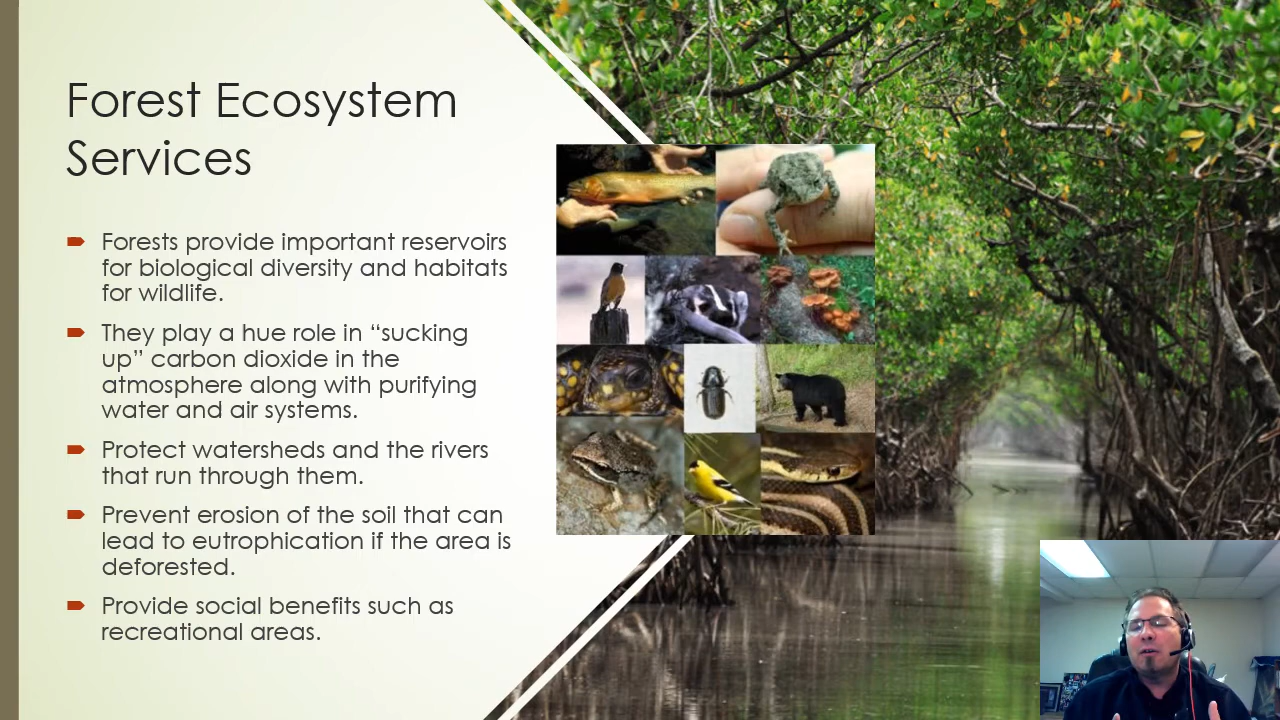 Forest Ecosystem
Services
Forests provide important reservoirs
for biological diversity and habitats
for wildlife.
They play a hue role in “sucking
up” carbon dioxide in the
atmosphere along with purifying
water and air systems.
Protect watersheds and the rivers
that run through them.
Prevent erosion of the soil that can
lead to eutrophication if the area is
deforested.
Provide social benefits such as
recreational areas.